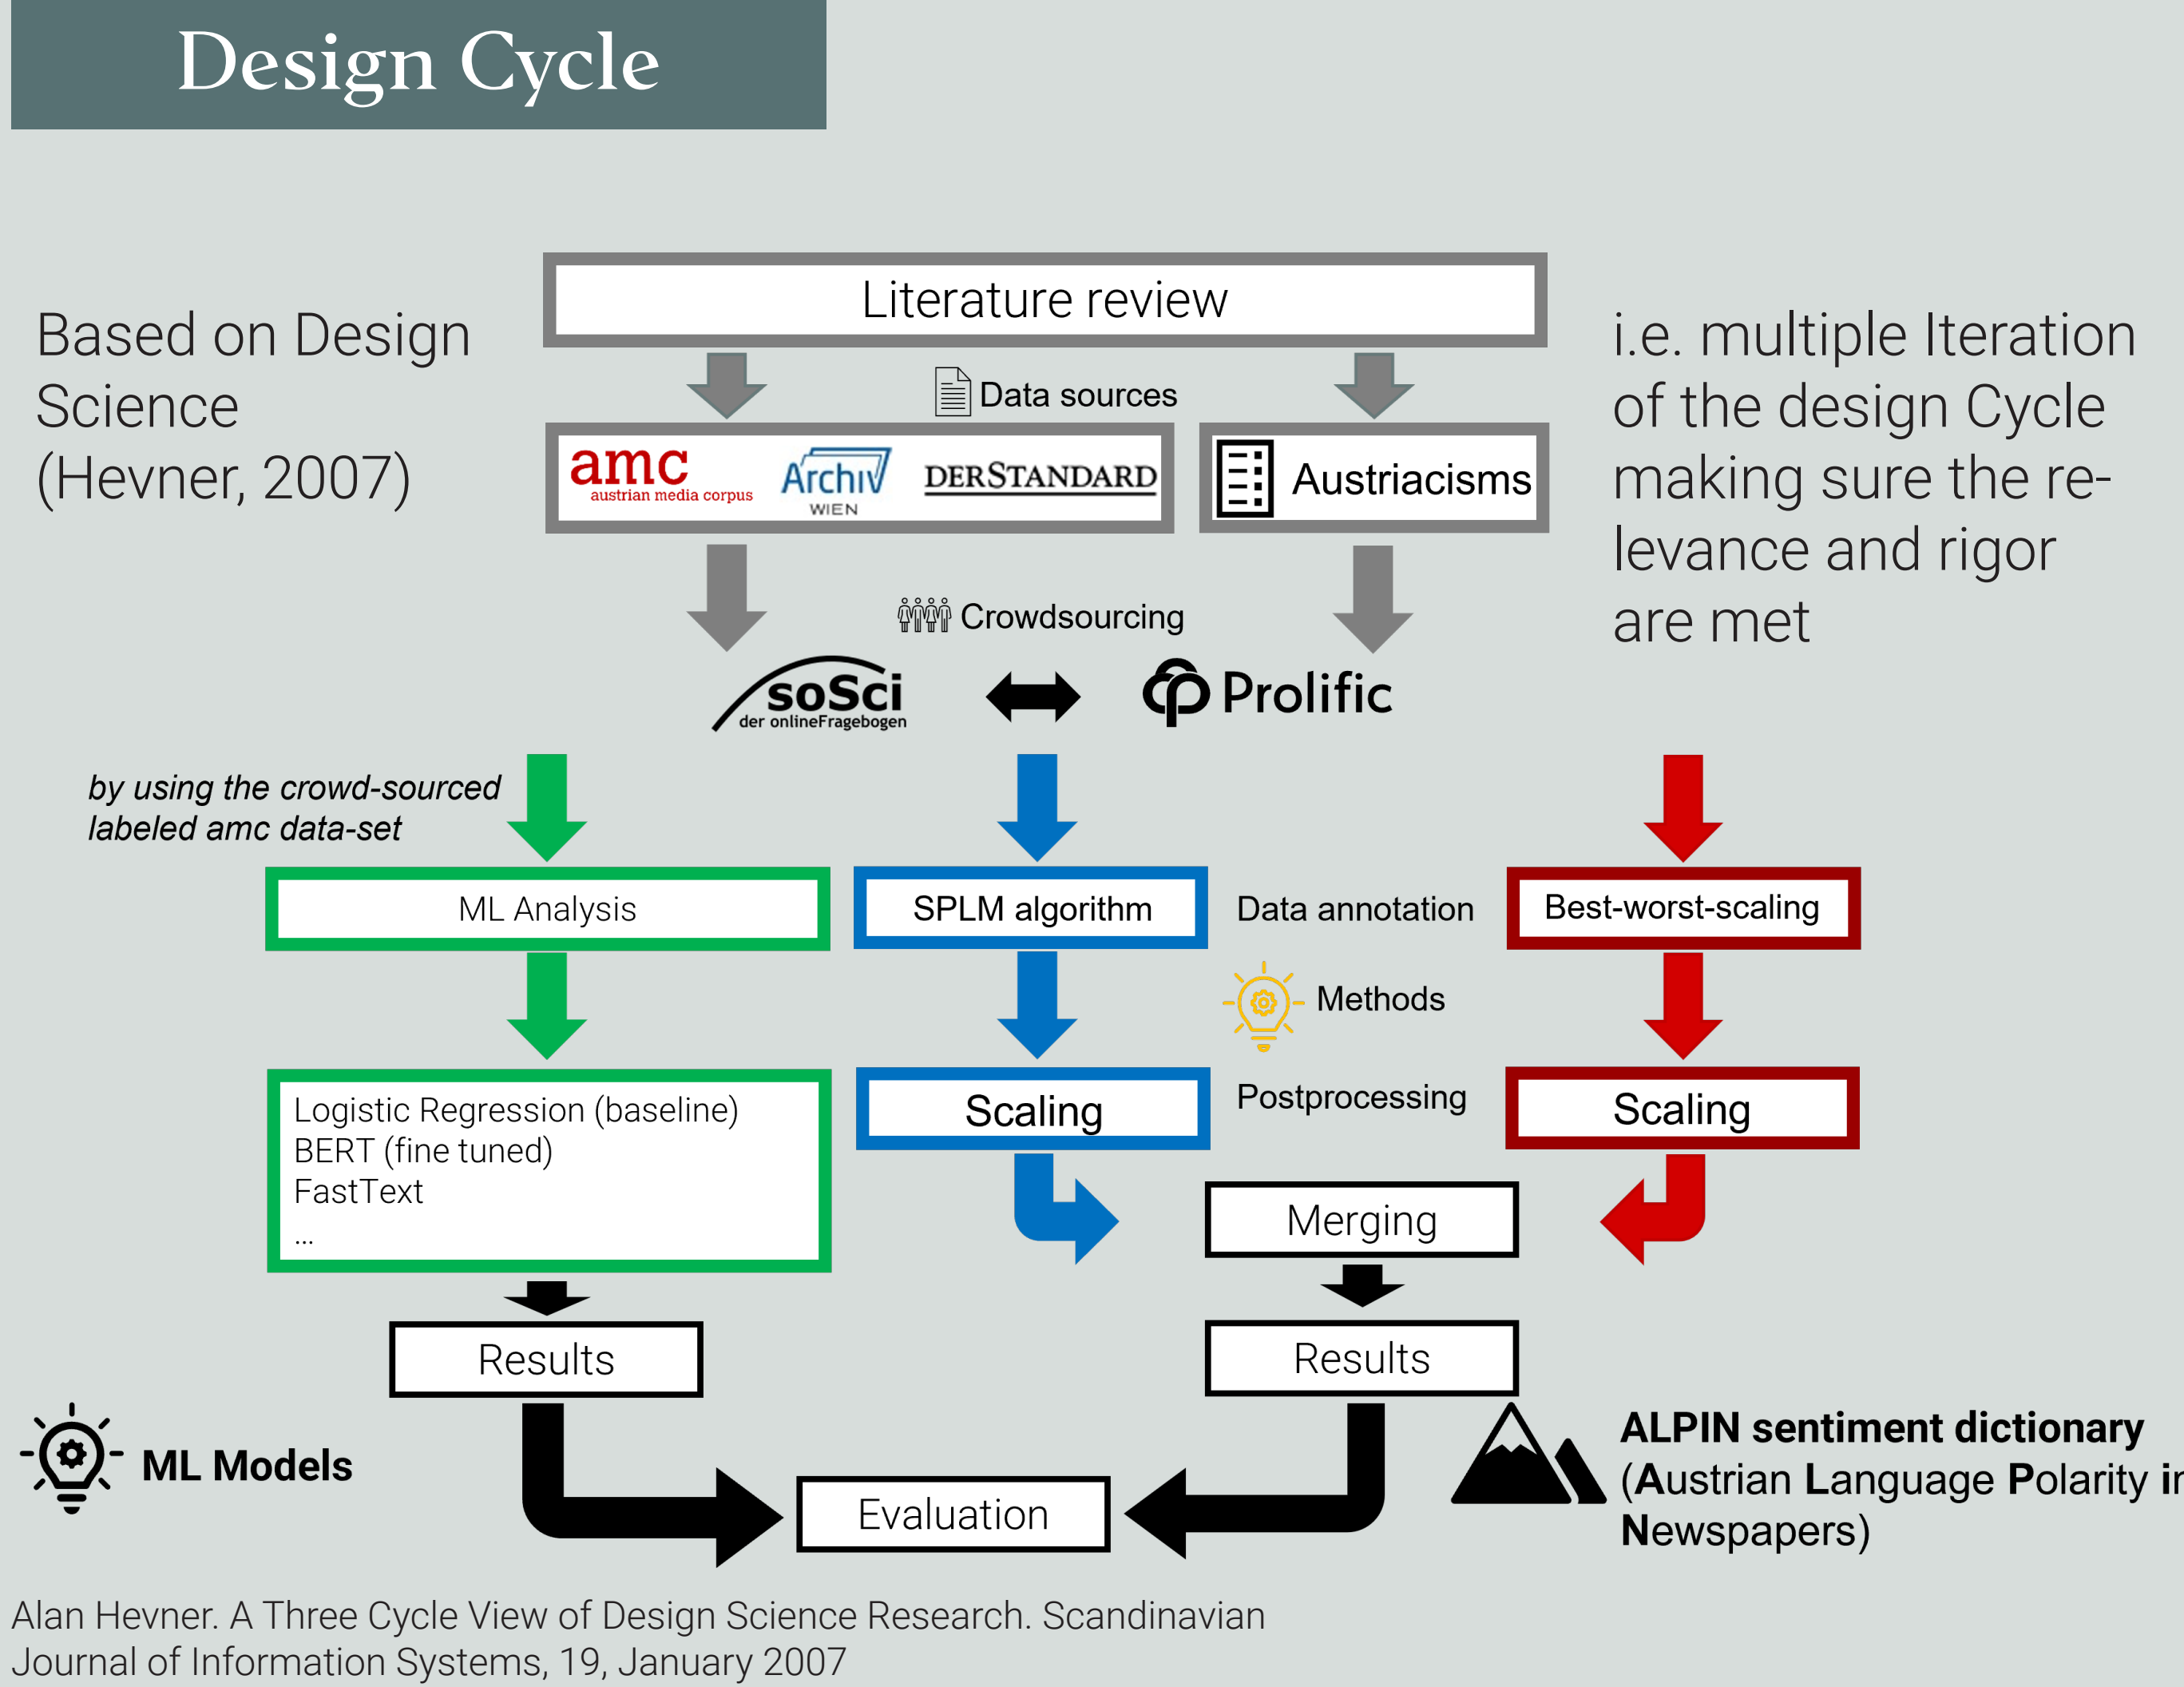 Design Cycle
Based on Design
Science
(Hevner, 2007)
Literature review
i.e. multiple Iteration
of the design Cycle
making sure the re-
levance and rigor
are met
Data sources
amc
austrian media corpus
Archiv
WIEN
DERSTANDARD
Austriacisms
Crowdsourcing
soSci
der onlineFragebogen
Prolific
by using the crowd-sourced
labeled amc data-set
ML Analysis
SPLM algorithm
Data annotation
Best-worst-scaling
Methods
Logistic Regression (baseline)
BERT (fine tuned)
FastText
...
Scaling
Postprocessing
Scaling
Merging
Results
Results
ML Models
Evaluation
ALPIN sentiment dictionary
(Austrian Language Polarity in
Newspapers)
Alan Hevner. A Three Cycle View of Design Science Research. Scandinavian
Journal of Information Systems, 19, January 2007